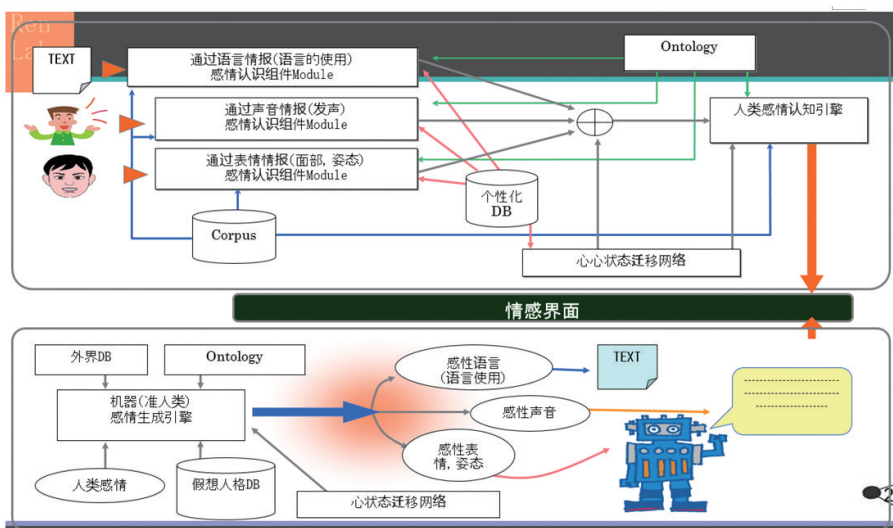 Ren
La
TEXT
通过语言情报(语言的使用)
感情认识组件Module
Ontology
通过声音情报(发声)
感情认识组件Module
人类感情认知引擎
通过表情情报(面部, 姿态)
感情认识组件Module
个性化
DB
Corpus
心心状态迁移网络
情感界面
外界DB
Ontology
感性语言
(语言使用)
TEXT
机器(准人类)
感情生成引擎
感性声音
感性表
情, 姿态
人类感情
假想人格DB
心状态迁移网络
2